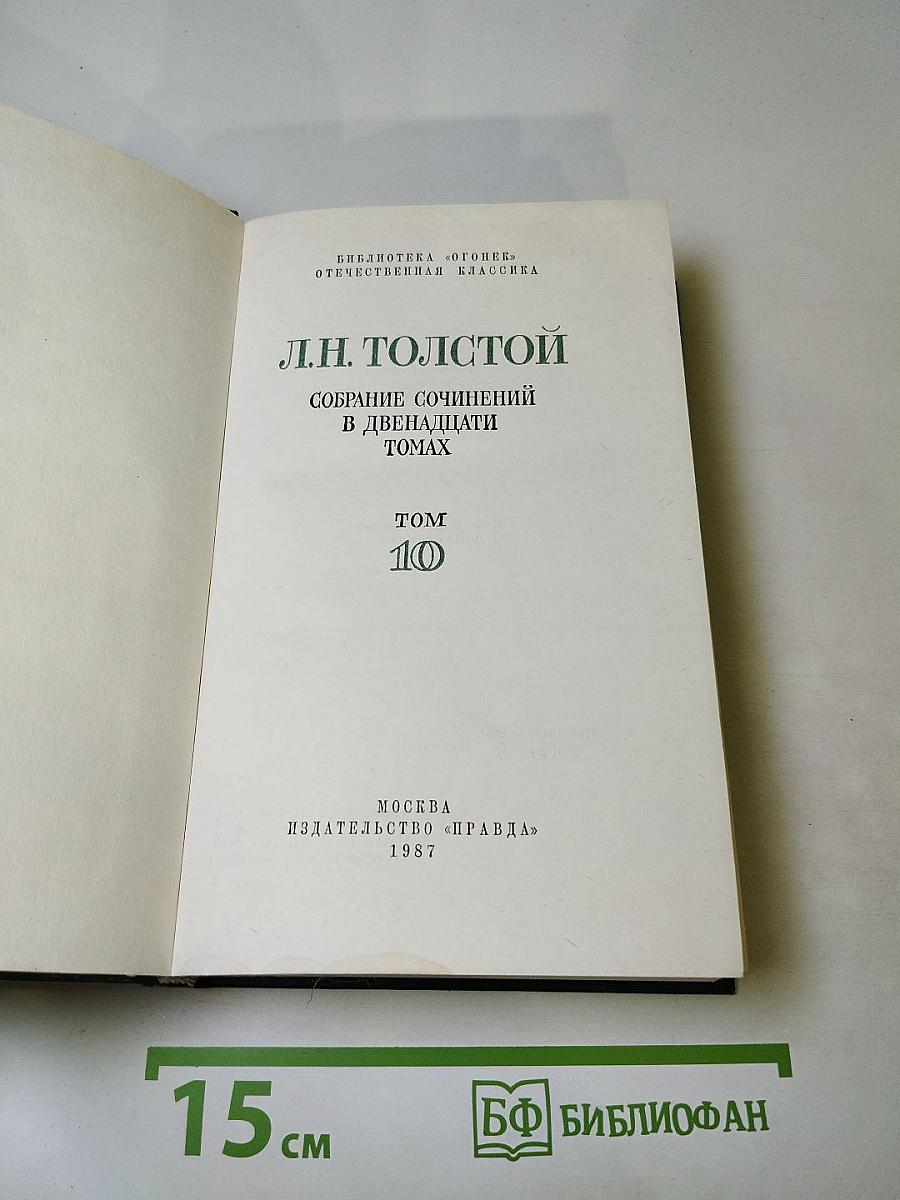 БИБЛИОТЕКА «ОГОНЕК»
ОТЕЧЕСТВЕННАЯ КЛАССИКА
Л.Н. ТОЛСТОЙ
СОБРАНИЕ СОЧИНЕНИЙ
В ДВЕНАДЦАТИ
ТОМАХ
ТОМ
10
МОСКВА
ИЗДАТЕЛЬСТВО «ПРАВДА»
1987
15 СМ
БФ БИБЛИОФАН